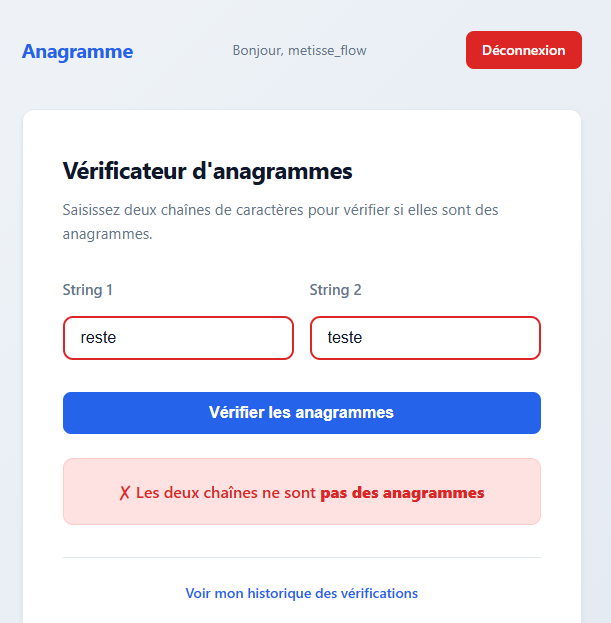 Anagramme
Bonjour, metisse_flow
Déconnexion
Vérificateur d'anagrammes
Saisissez deux chaînes de caractères pour vérifier si elles sont des
anagrammes.
String 1
String 2
reste
teste
Vérifier les anagrammes
✗ Les deux chaînes ne sont pas des anagrammes
Voir mon historique des vérifications